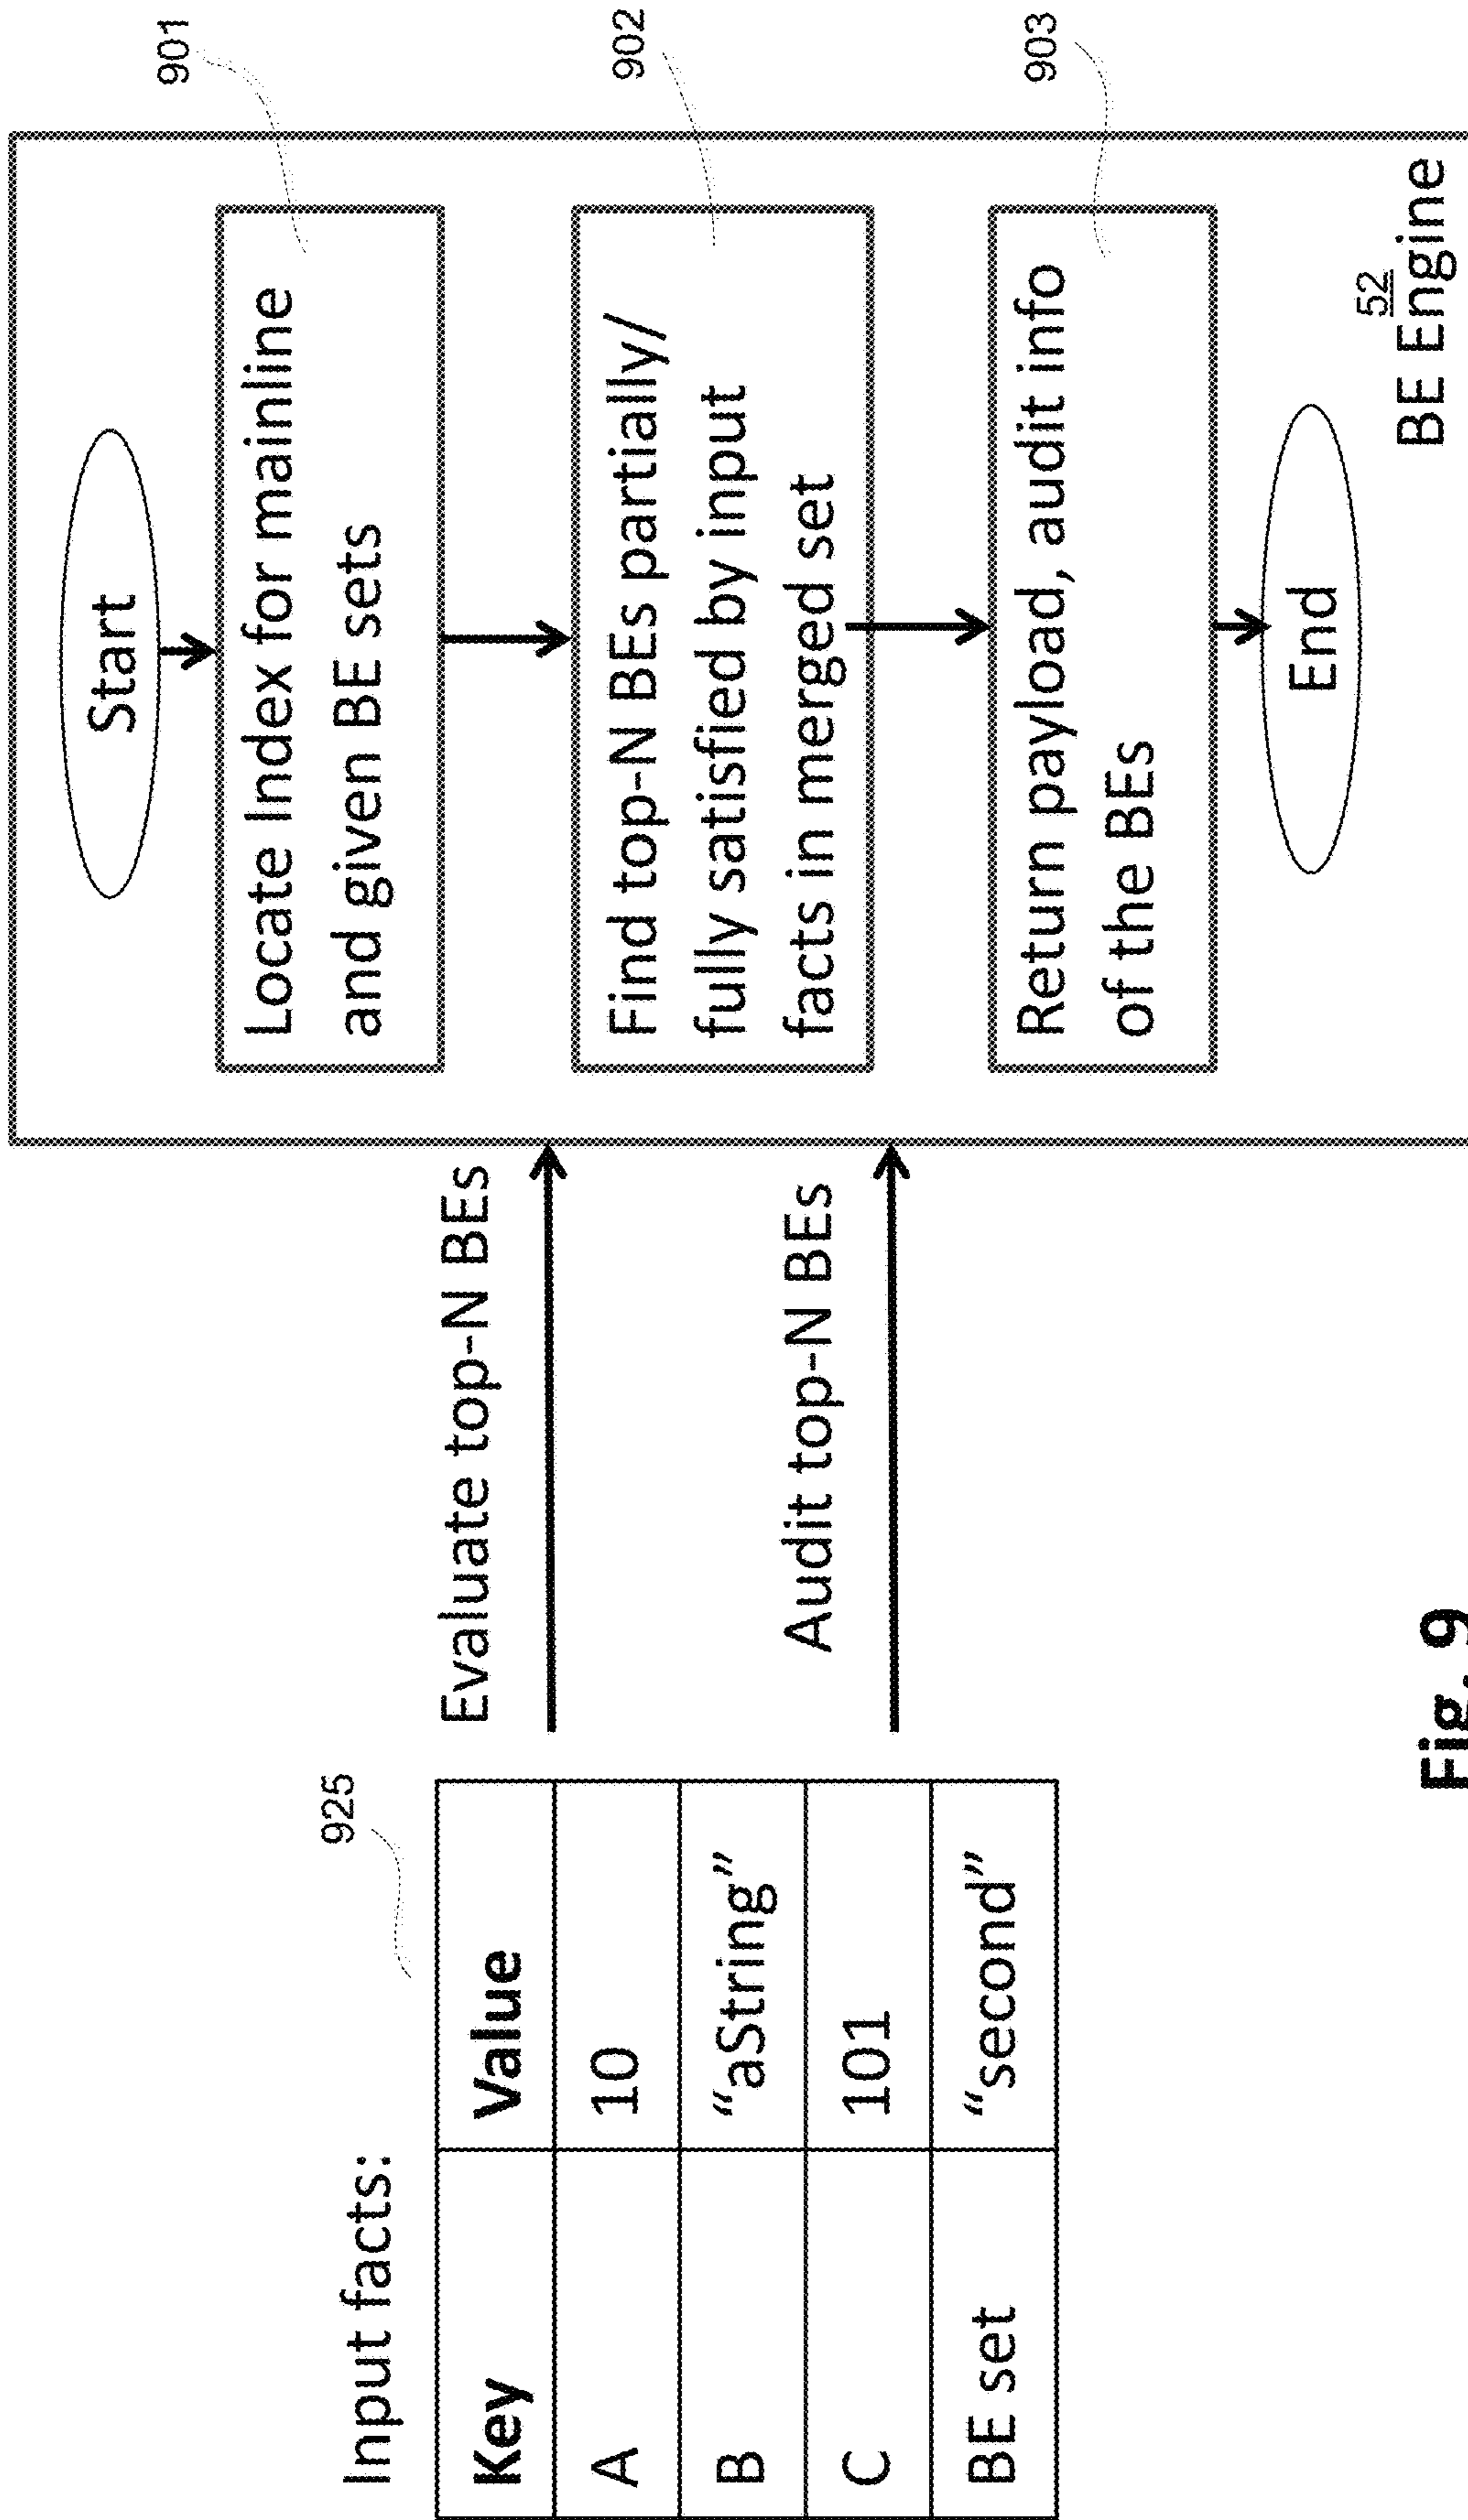 Input facts:
925
Key Value
A 10
B “aString”
C 101
BE set “second”
Evaluate top-N BEs
Audit top-N BEs
Start
901
Locate Index for mainline
and given BE sets
902
Find top-N BEs partially/
fully satisfied by input
facts in merged set
903
Return payload, audit info
of the BEs
End
52
BE Engine
Fig. 9